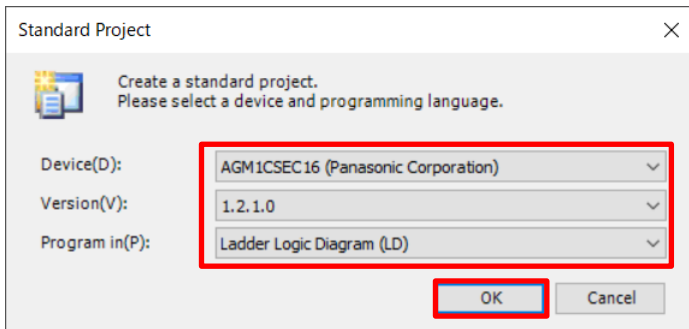 Standard Project
Create a standard project.
Please select a device and programming language.
Device(D): AGM1CSEC16 (Panasonic Corporation)
Version(V): 1.2.1.0
Program in(P): Ladder Logic Diagram (LD)
OK Cancel